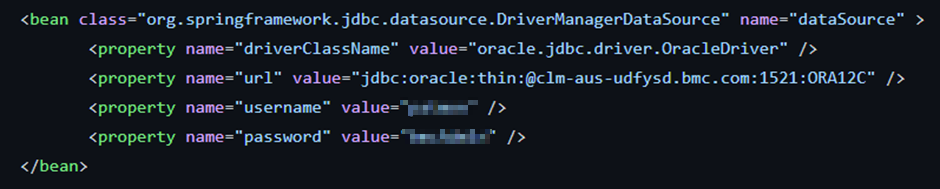 <bean class="org.springframework.jdbc.datasource.DriverManagerDataSource" name="dataSource" >
<property name="driverClassName" value="oracle.jdbc.driver.OracleDriver" />
<property name="url" value="jdbc:oracle:thin:@clm-aus-udfysd.bmc.com:1521:ORA12C" />
<property name="username" value="" />
<property name="password" value="" />
</bean>